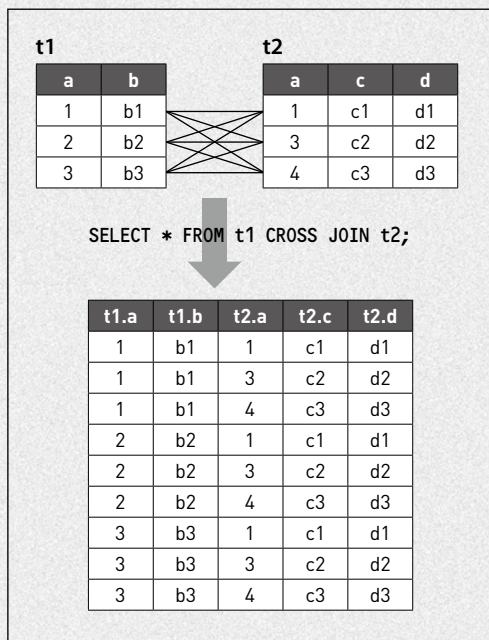 t1 t2
a b a c d
1 b1 1 c1 d1
2 b2 3 c2 d2
3 b3 4 c3 d3
SELECT * FROM t1 CROSS JOIN t2;
t1.a t1.b t2.a t2.c t2.d
1 b1 1 c1 d1
1 b1 3 c2 d2
1 b1 4 c3 d3
2 b2 1 c1 d1
2 b2 3 c2 d2
2 b2 4 c3 d3
3 b3 1 c1 d1
3 b3 3 c2 d2
3 b3 4 c3 d3